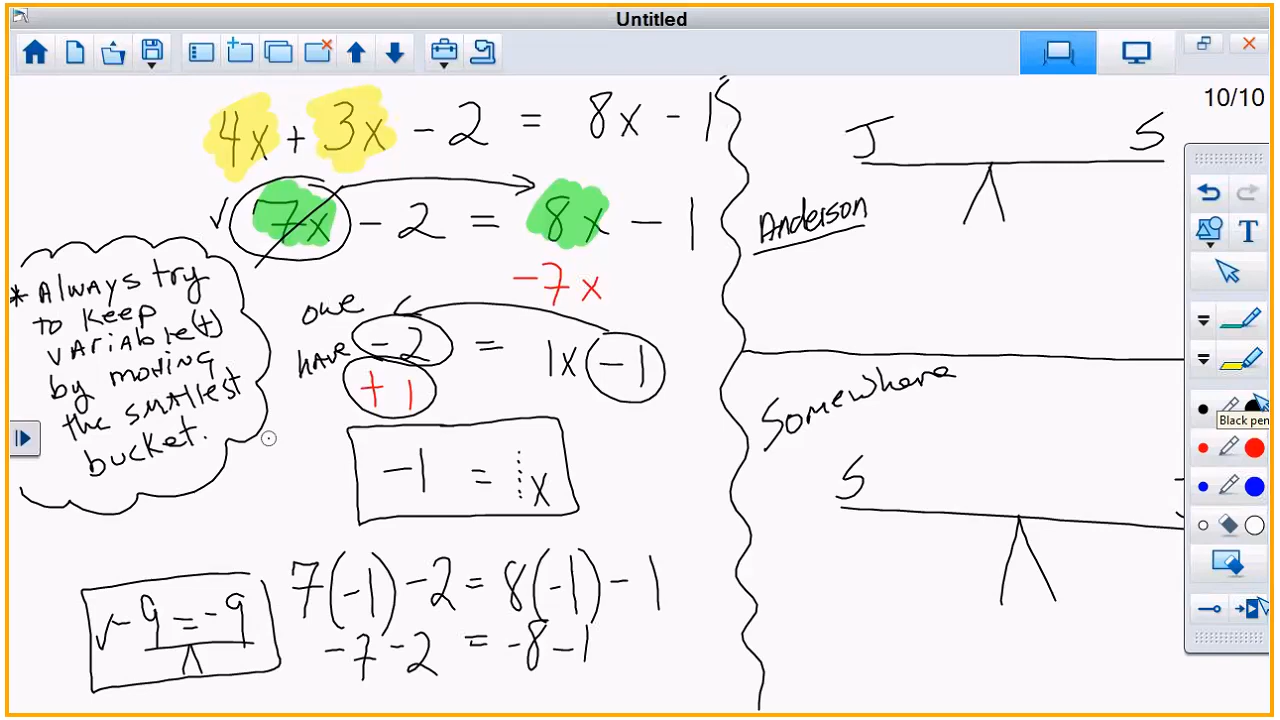 Untitled
10/10
4x + 3x - 2 = 8x - 1
✓ 7x - 2 = 8x - 1
-7x
* Always try
to keep
variable(+)
by moving
the smallest
bucket.
owe
have
-2 = 1x -1
+ 1
-1 = x
7(-1) - 2 = 8(-1) - 1
-7 - 2 = -8 - 1
✓ -9 = -9
J S
Anderson
Somewhere
S
T
Black pen